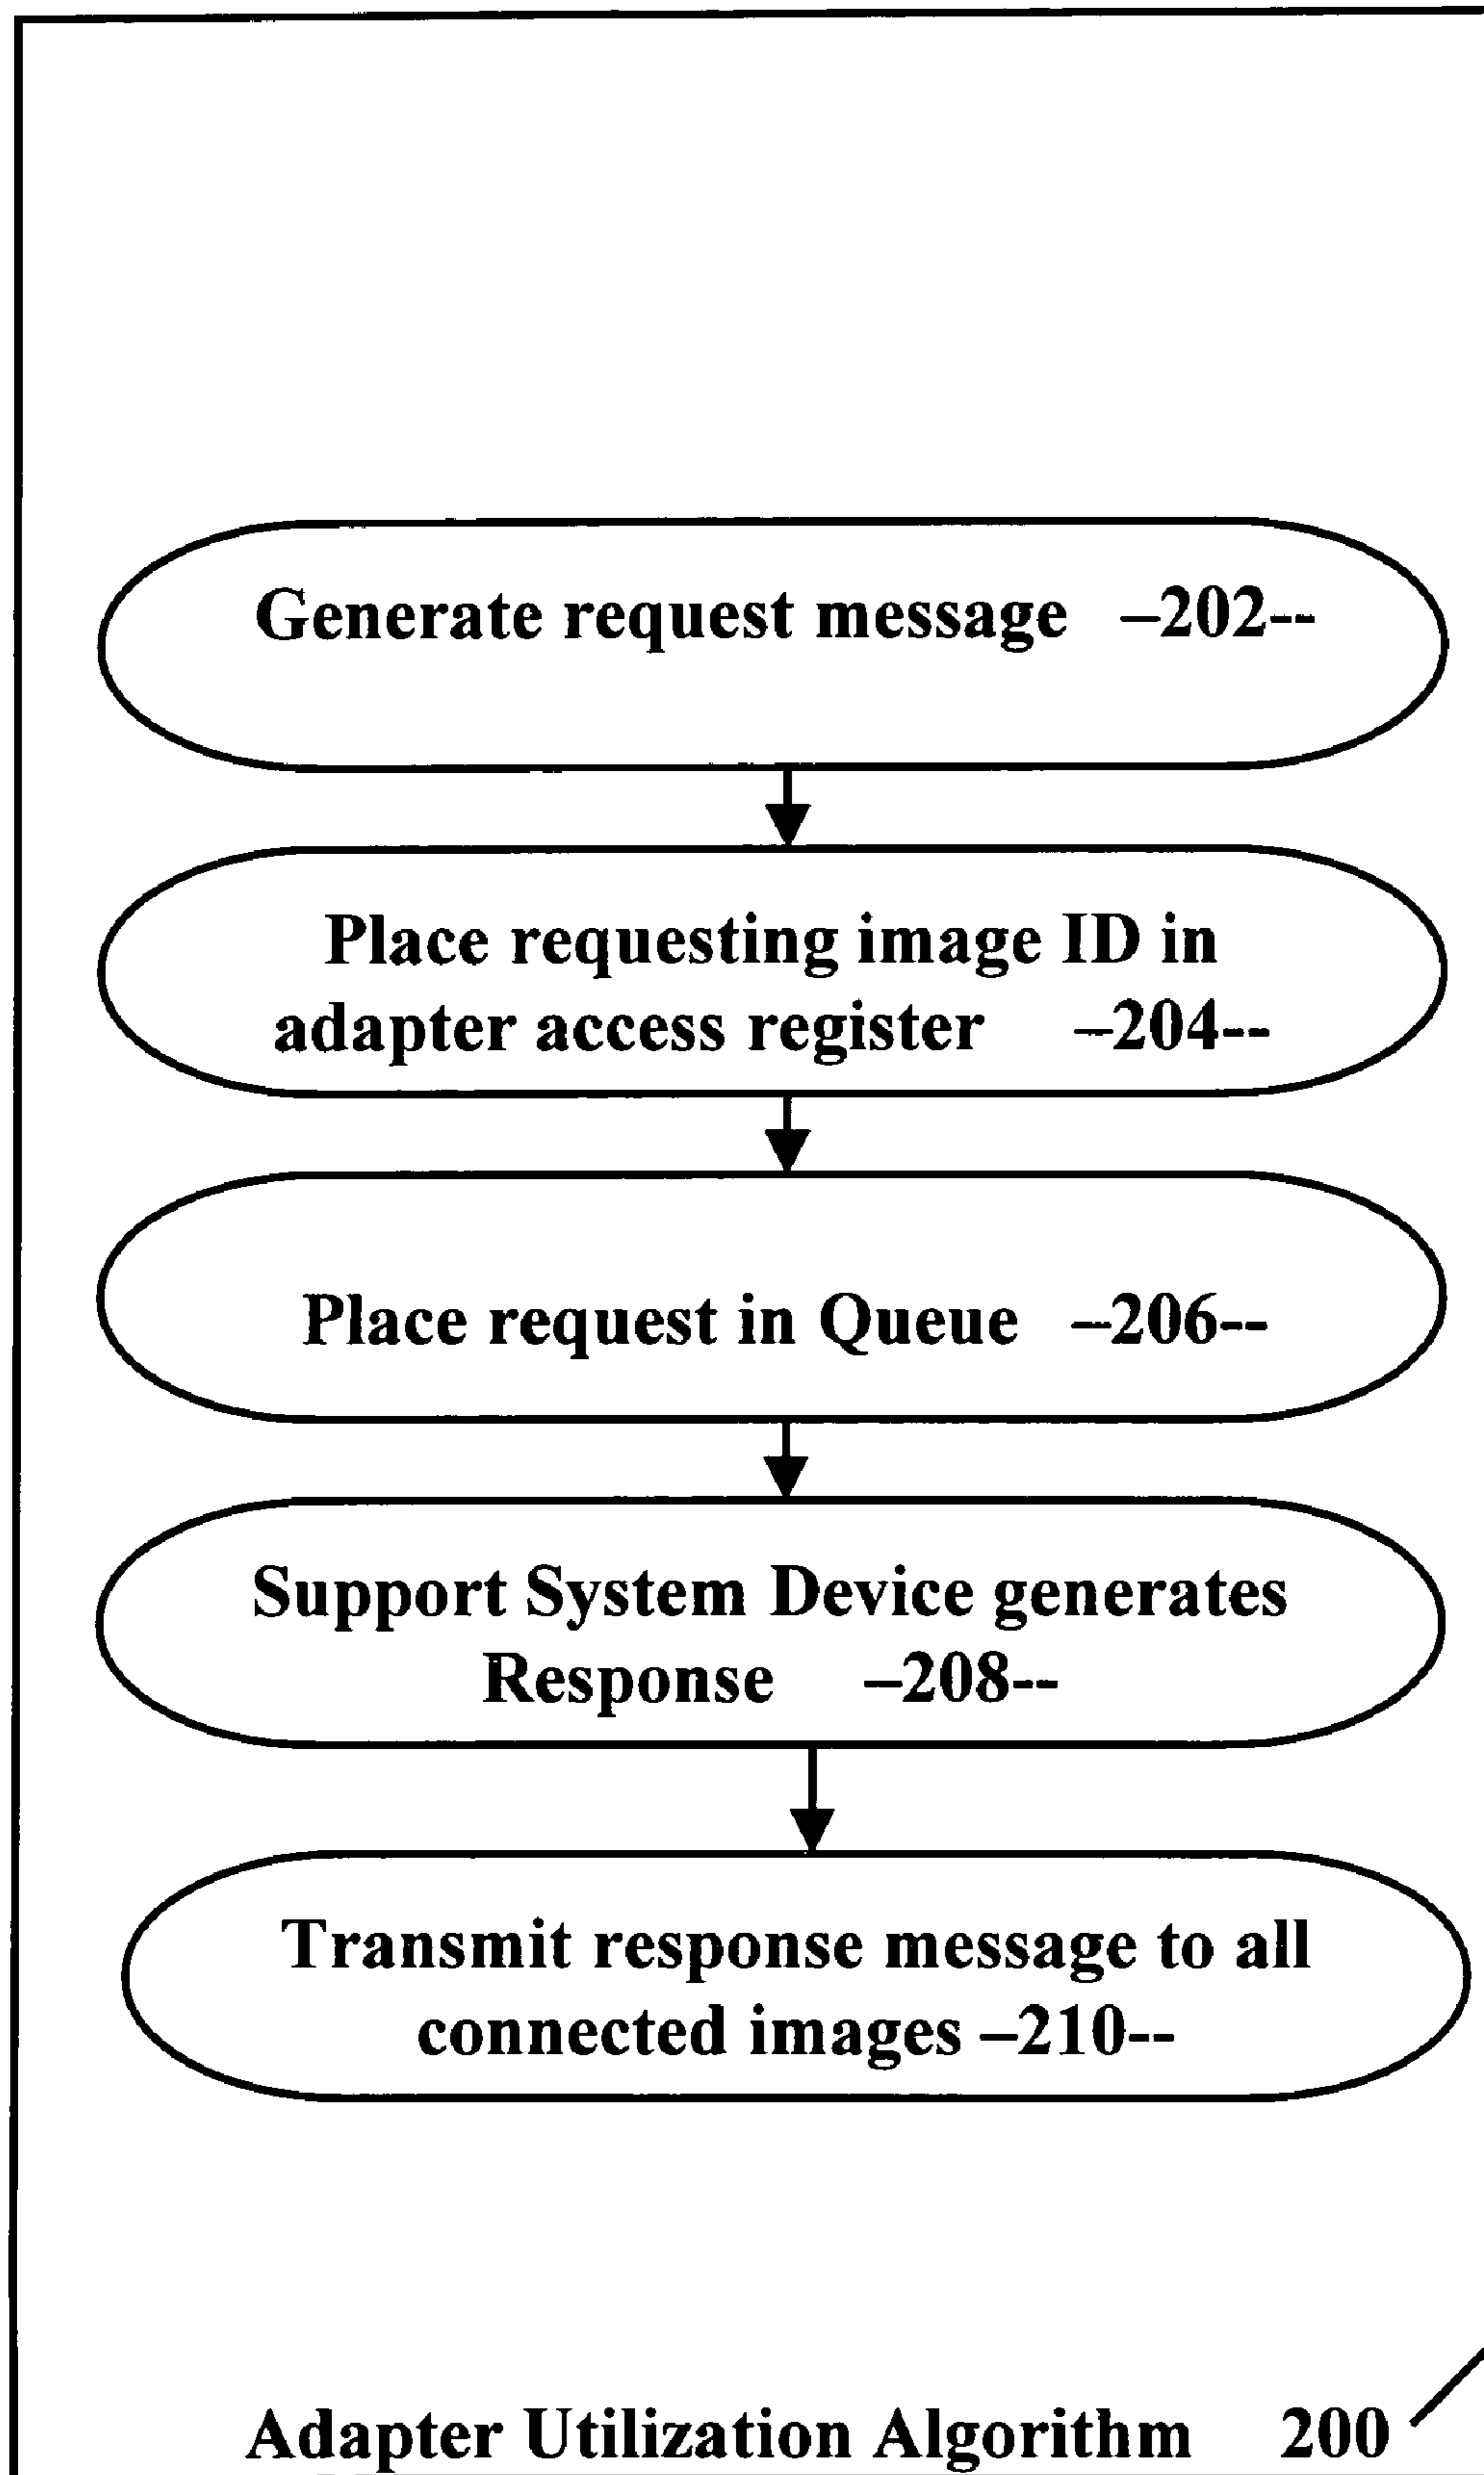 Generate request message –202--
Place requesting image ID in
adapter access register –204--
Place request in Queue –206--
Support System Device generates
Response –208--
Transmit response message to all
connected images –210--
Adapter Utilization Algorithm 200